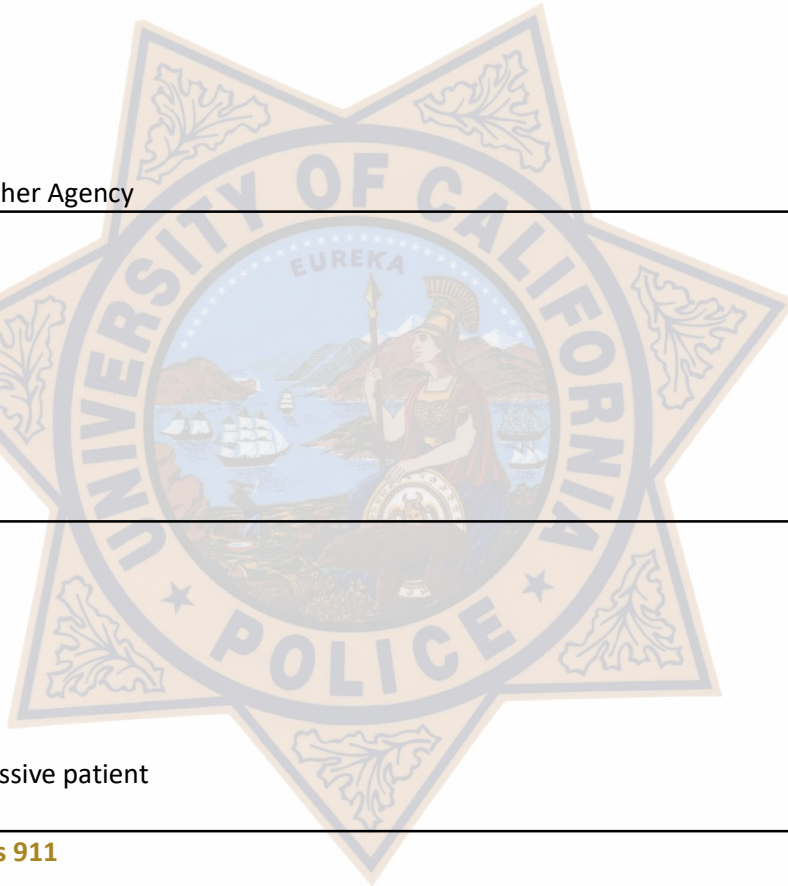 her Agency
UNIVERSITY OF CALIFORNIA
EUREKA
POLICE
ssive patient
s 911